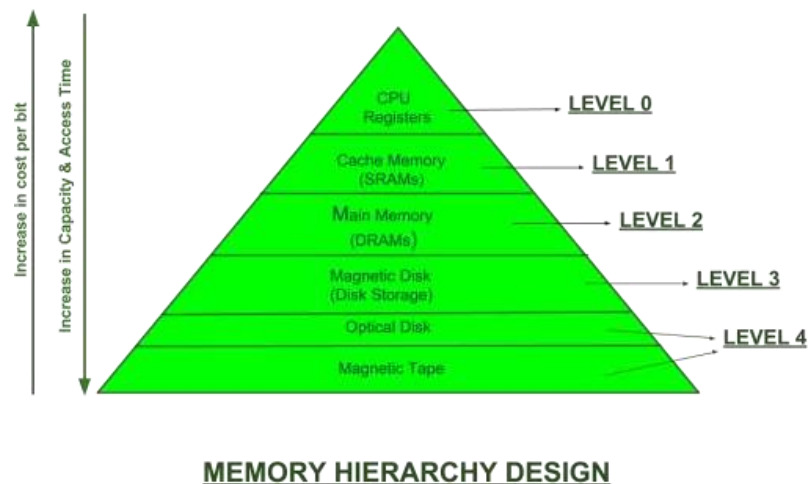 Increase in cost per bit
Increase in Capacity & Access Time
CPU
Registers
LEVEL 0
Cache Memory
(SRAMs)
LEVEL 1
Main Memory
(DRAMs)
LEVEL 2
Magnetic Disk
(Disk Storage)
LEVEL 3
Optical Disk
LEVEL 4
Magnetic Tape
MEMORY HIERARCHY DESIGN